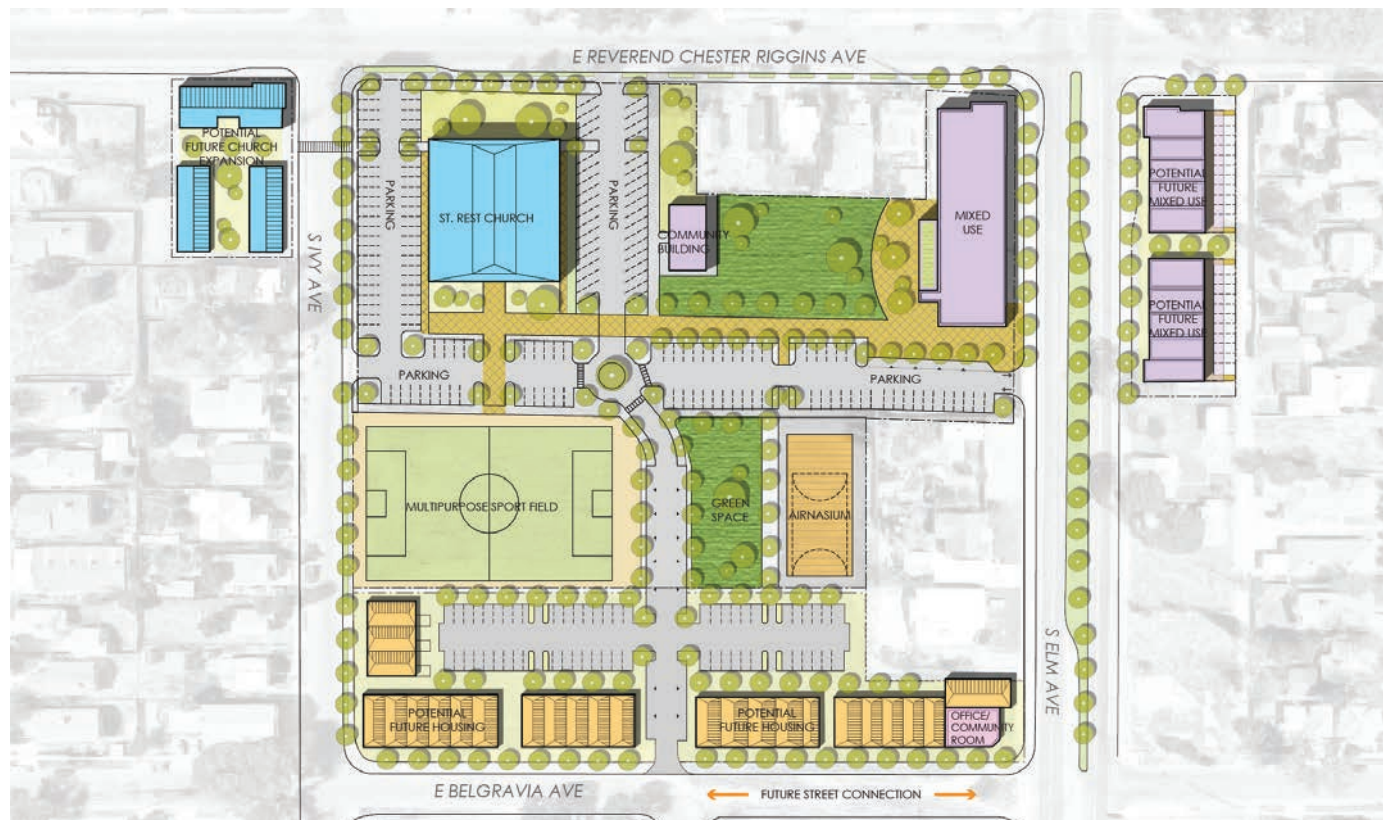 E REVEREND CHESTER RIGGINS AVE
POTENTIAL
FUTURE CHURCH
EXPANSION
S IVY AVE
PARKING
ST. REST CHURCH
PARKING
COMMUNITY
BUILDING
MIXED
USE
POTENTIAL
FUTURE
MIXED USE
POTENTIAL
FUTURE
MIXED USE
PARKING
PARKING
MULTIPURPOSE SPORT FIELD
GREEN
SPACE
AIRNASIUM
S ELM AVE
POTENTIAL
FUTURE HOUSING
POTENTIAL
FUTURE HOUSING
OFFICE/
COMMUNITY
ROOM
E BELGRAVIA AVE
FUTURE STREET CONNECTION